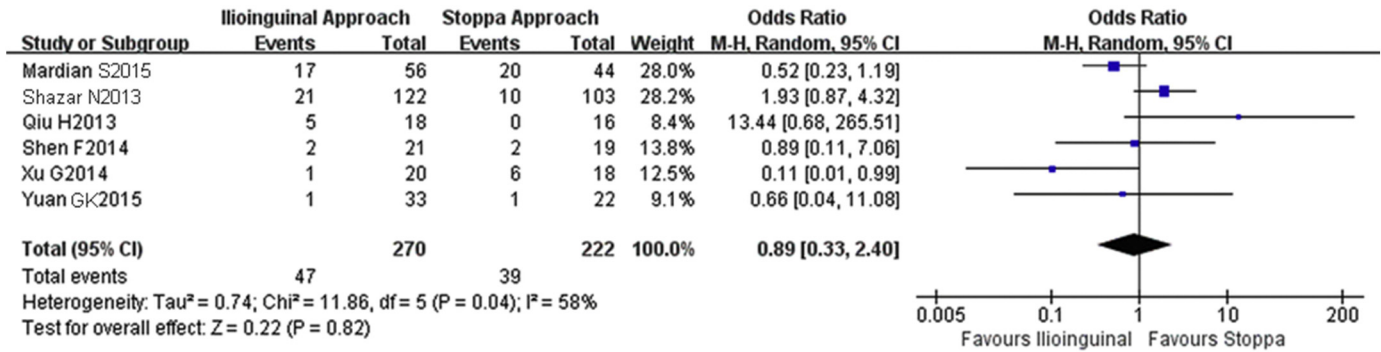 Ilioinguinal Approach Stoppa Approach Odds Ratio Odds Ratio
Study or Subgroup Events Total Events Total Weight M-H, Random, 95% CI M-H, Random, 95% CI
Mardian S2015 17 56 20 44 28.0% 0.52 [0.23, 1.19]
Shazar N2013 21 122 10 103 28.2% 1.93 [0.87, 4.32]
Qiu H2013 5 18 0 16 8.4% 13.44 [0.68, 265.51]
Shen F2014 2 21 2 19 13.8% 0.89 [0.11, 7.06]
Xu G2014 1 20 6 18 12.5% 0.11 [0.01, 0.99]
Yuan GK2015 1 33 1 22 9.1% 0.66 [0.04, 11.08]
Total (95% CI) 270 222 100.0% 0.89 [0.33, 2.40]
Total events 47 39
Heterogeneity: Tau² = 0.74; Chi² = 11.86, df = 5 (P = 0.04); I² = 58%
Test for overall effect: Z = 0.22 (P = 0.82)
0.005 0.1 1 10 200
Favours Ilioinguinal Favours Stoppa